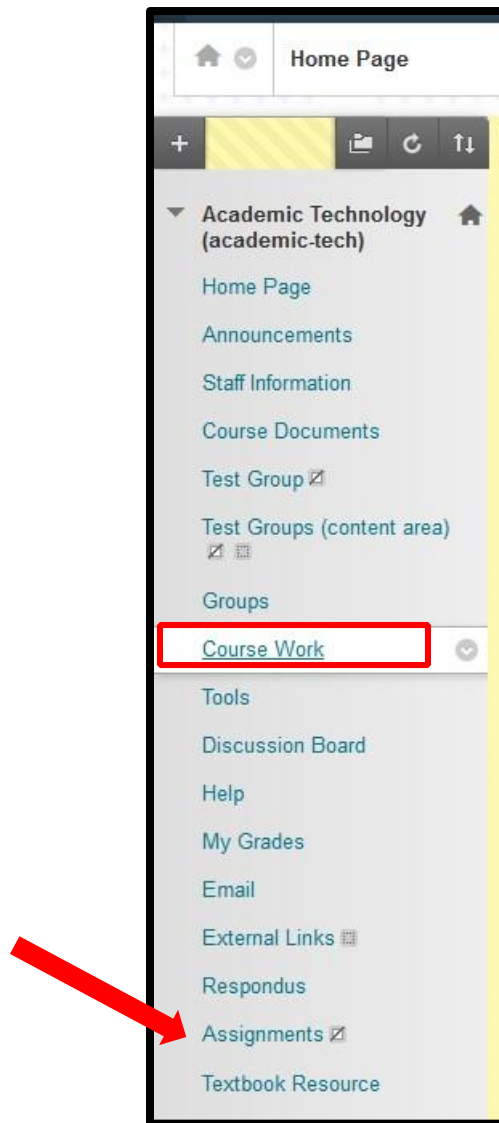 Home Page
Academic Technology
(academic-tech)
Home Page
Announcements
Staff Information
Course Documents
Test Group
Test Groups (content area)
Groups
Course Work
Tools
Discussion Board
Help
My Grades
Email
External Links
Respondus
Assignments
Textbook Resource